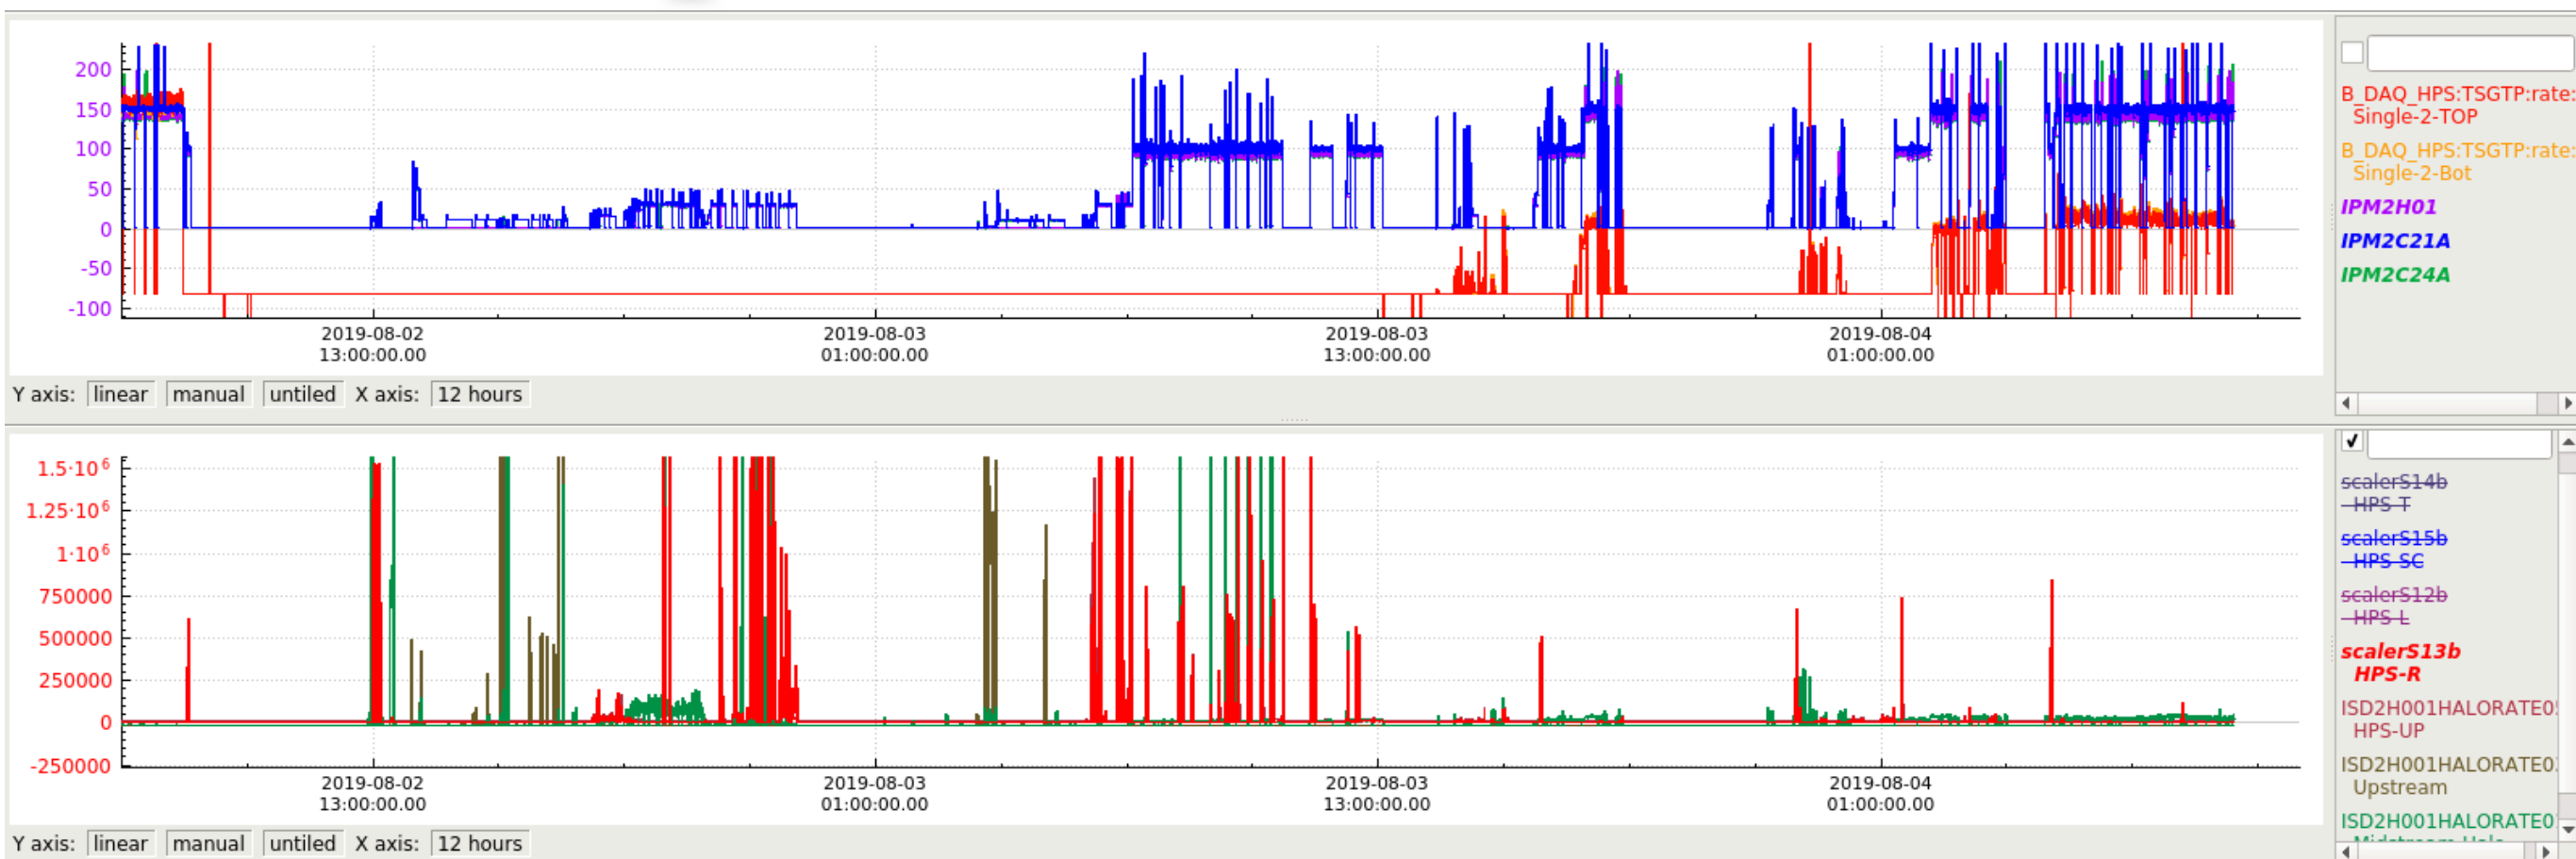 200
150
100
50
0
-50
-100
2019-08-02 2019-08-03 2019-08-03 2019-08-04
13:00:00.00 01:00:00.00 13:00:00.00 01:00:00.00
B_DAQ_HPS:TSGTP:rate:
Single-2-TOP
B_DAQ_HPS:TSGTP:rate:
Single-2-Bot
IPM2H01
IPM2C21A
IPM2C24A
Y axis: linear manual untiled X axis: 12 hours
1.5·10⁶
1.25·10⁶
1·10⁶
750000
500000
250000
0
-250000
2019-08-02 2019-08-03 2019-08-03 2019-08-04
13:00:00.00 01:00:00.00 13:00:00.00 01:00:00.00
scalerS14b
HPS-T
scalerS15b
HPS-SC
scalerS12b
HPS-L
scalerS13b
HPS-R
ISD2H001HALORATE0
HPS-UP
ISD2H001HALORATE0
Upstream
ISD2H001HALORATE0
Y axis: linear manual untiled X axis: 12 hours